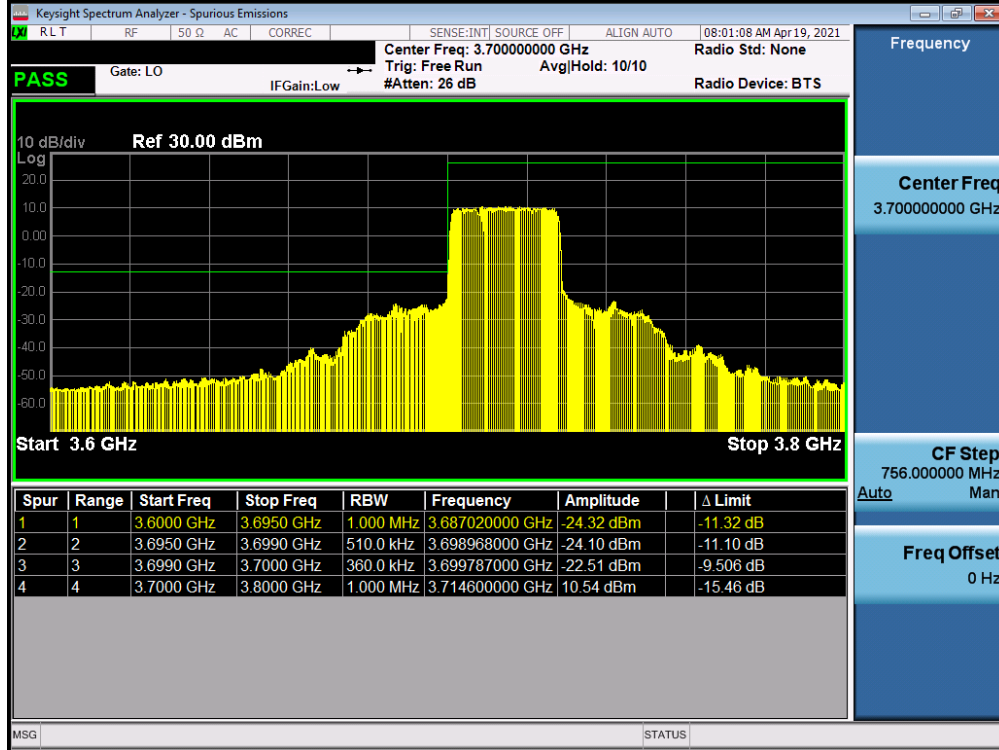 Keysight Spectrum Analyzer - Spurious Emissions
LXI RLT RF 50 Ω AC CORREC SENSE:INT SOURCE OFF ALIGN AUTO 08:01:08 AM Apr 19, 2021
Center Freq: 3.700000000 GHz Radio Std: None
Trig: Free Run Avg|Hold: 10/10
PASS Gate: LO IFGain:Low #Atten: 26 dB Radio Device: BTS
10 dB/div Ref 30.00 dBm
Log
20.0
10.0
0.00
-10.0
-20.0
-30.0
-40.0
-50.0
-60.0
Start 3.6 GHz Stop 3.8 GHz
Spur Range Start Freq Stop Freq RBW Frequency Amplitude Δ Limit
1 1 3.6000 GHz 3.6950 GHz 1.000 MHz 3.687020000 GHz -24.32 dBm -11.32 dB
2 2 3.6950 GHz 3.6990 GHz 510.0 kHz 3.698968000 GHz -24.10 dBm -11.10 dB
3 3 3.6990 GHz 3.7000 GHz 360.0 kHz 3.699787000 GHz -22.51 dBm -9.506 dB
4 4 3.7000 GHz 3.8000 GHz 1.000 MHz 3.714600000 GHz 10.54 dBm -15.46 dB
MSG STATUS
Frequency
Center Freq
3.700000000 GHz
CF Step
756.000000 MHz
Auto Man
Freq Offset
0 Hz